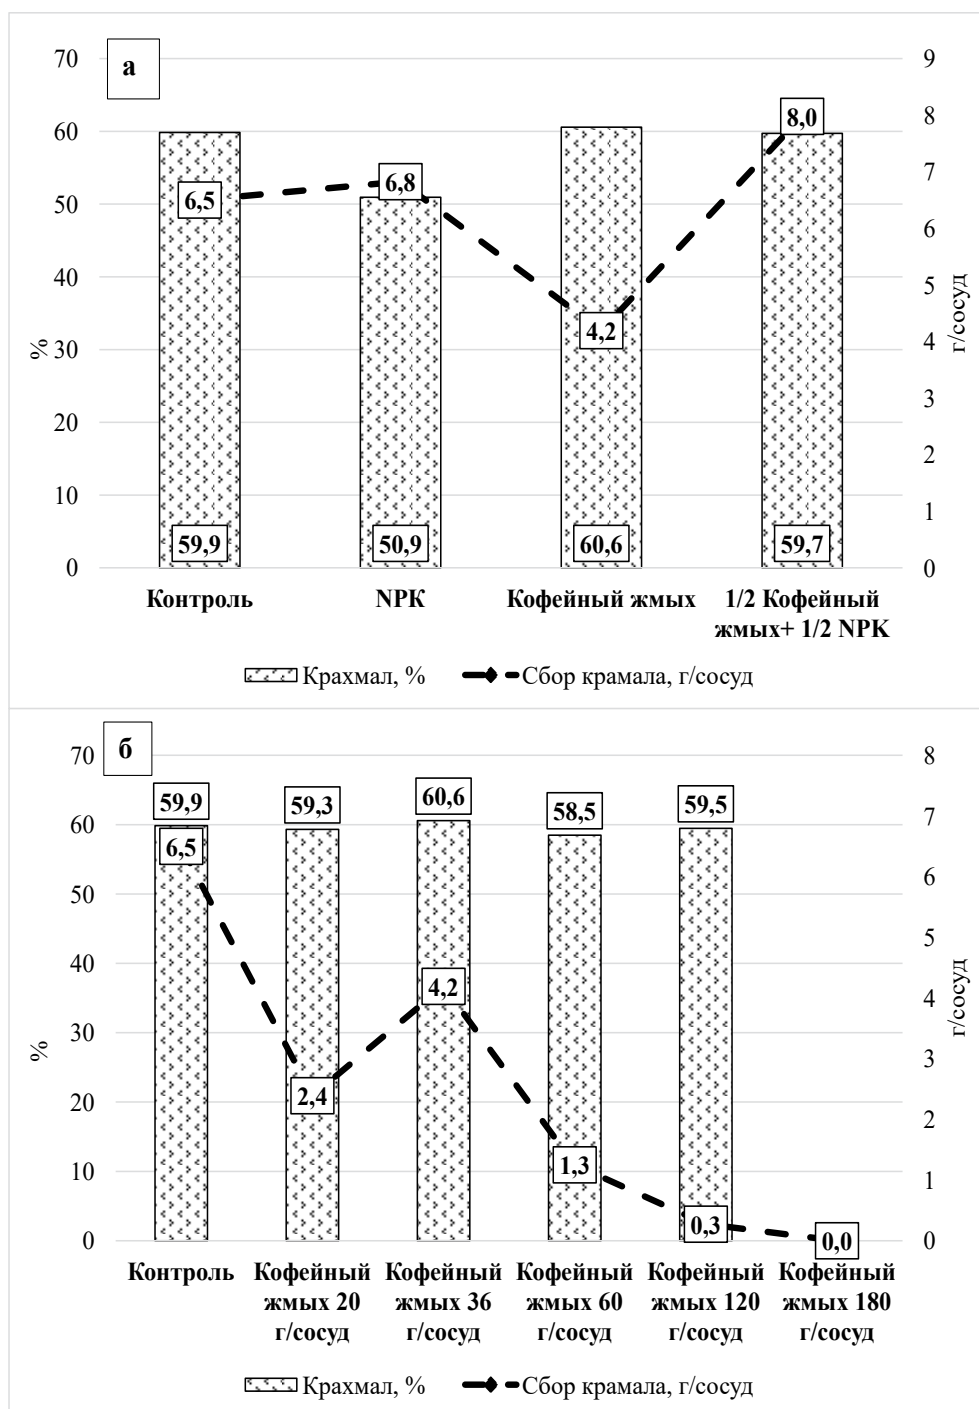 а
70
60
50
40
30
20
10
0
%
9
8
7
6
5
4
3
2
1
0
г/сосуд
6,5
6,8
4,2
8,0
59,9
50,9
60,6
59,7
Контроль
NPК
Кофейный жмых
1/2 Кофейный
жмых+ 1/2 NPK
Крахмал, %
Сбор крамала, г/сосуд
б
70
60
50
40
30
20
10
0
%
8
7
6
5
4
3
2
1
0
г/сосуд
59,9
59,3
60,6
58,5
59,5
6,5
2,4
4,2
1,3
0,3
0,0
Контроль
Кофейный
жмых 20
г/сосуд
Кофейный
жмых 36
г/сосуд
Кофейный
жмых 60
г/сосуд
Кофейный
жмых 120
г/сосуд
Кофейный
жмых 180
г/сосуд
Крахмал, %
Сбор крамала, г/сосуд